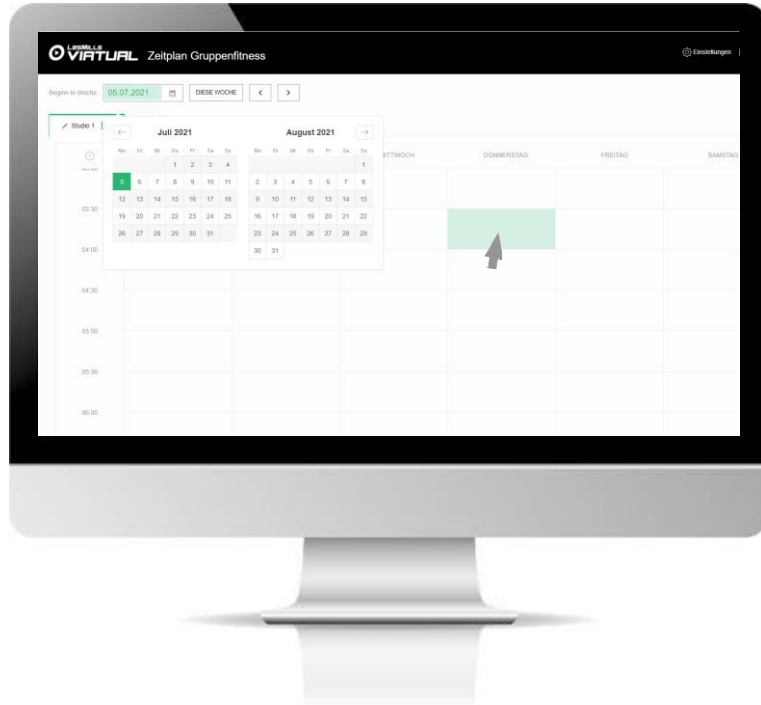 LESMILLS
VIRTUAL Zeitplan Gruppenfitness
Einstellungen |
Beginn in Woche 05.07.2021 DIESE WOCHE < >
Studio 1
← Juli 2021 August 2021 →
Mo Di Mi Do Fr Sa So Mo Di Mi Do Fr Sa So
1 2 3 4 1
5 6 7 8 9 10 11 2 3 4 5 6 7 8
12 13 14 15 16 17 18 9 10 11 12 13 14 15
19 20 21 22 23 24 25 16 17 18 19 20 21 22
26 27 28 29 30 31 23 24 25 26 27 28 29
30 31
DONNERSTAG FREITAG SAMSTAG
03:30
04:00
04:30
05:00
05:30
06:00